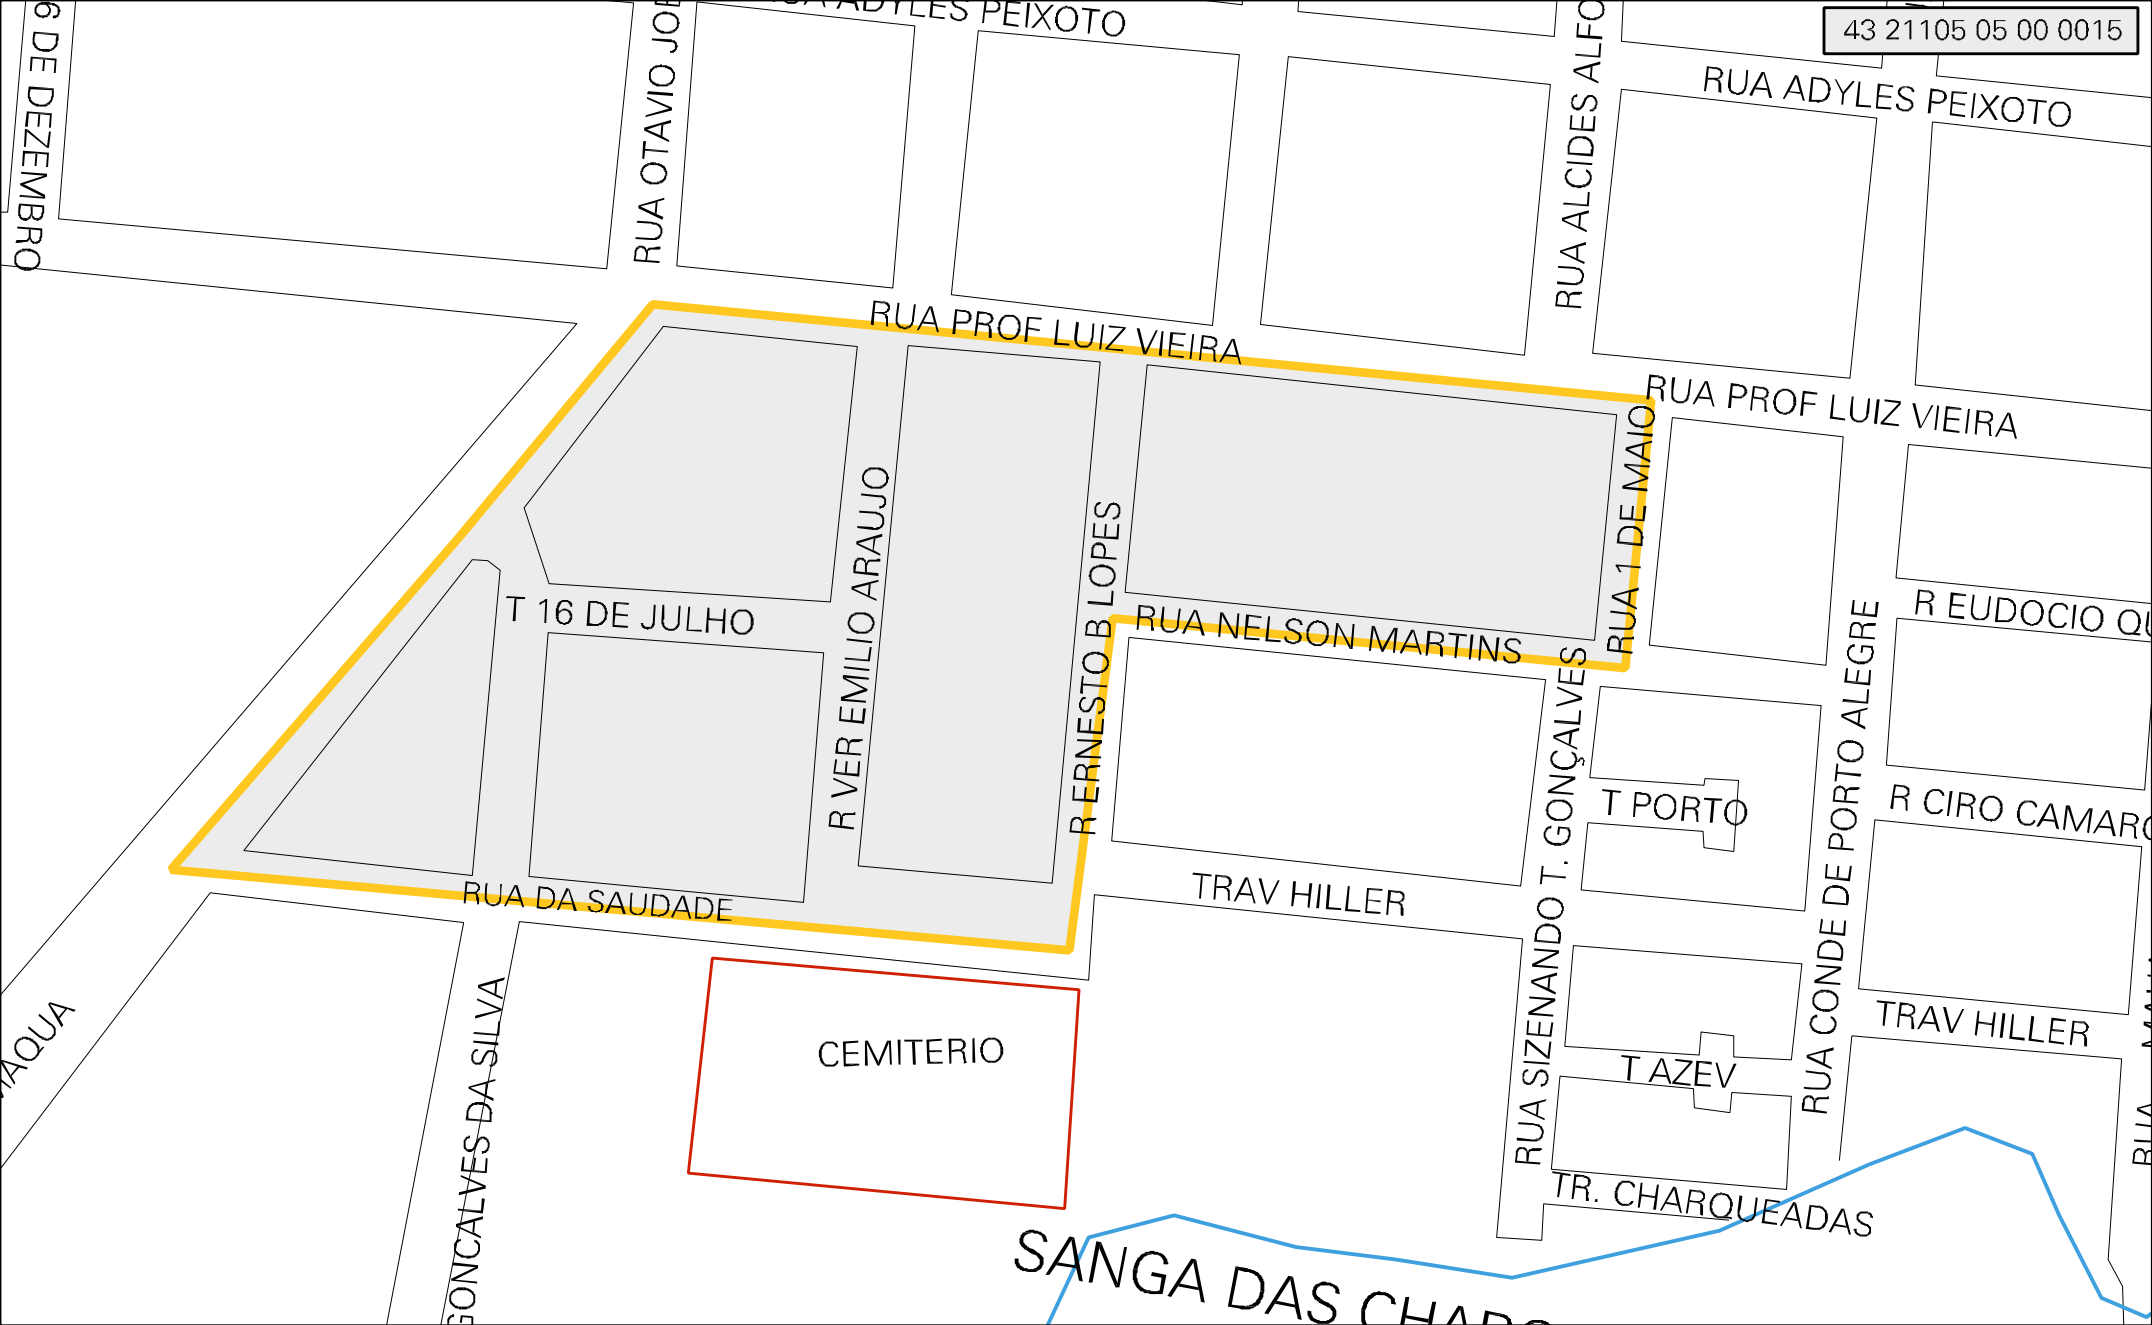 ADYLES PEIXOTO
43 21105 05 00 0015
6 DE DEZEMBRO
RUA OTAVIO
RUA ALCIDES
RUA ADYLES PEIXOTO
RUA PROF LUIZ VIEIRA
RUA PROF LUIZ VIEIRA
RUA 1 DE MAIO
R VER EMILIO ARAUJO
R ERNESTO B LOPES
T 16 DE JULHO
RUA NELSON MARTINS
R EUDOCIO
RUA SIZENANDO T. GONÇALVES
RUA CONDE DE PORTO ALEGRE
T PORTO
R CIRO
RUA DA SAUDADE
TRAV HILLER
TRAV HILLER
GONCALVES DA SILVA
CEMITERIO
T AZEV
TR. CHARQUEADAS
SANGA DAS
RUA